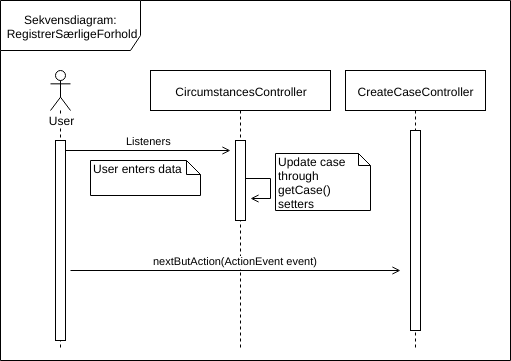 Sekvensdiagram:
RegistrerSærligeForhold
CircumstancesController
CreateCaseController
User
Listeners
User enters data
Update case
through
getCase()
setters
nextButAction(ActionEvent event)